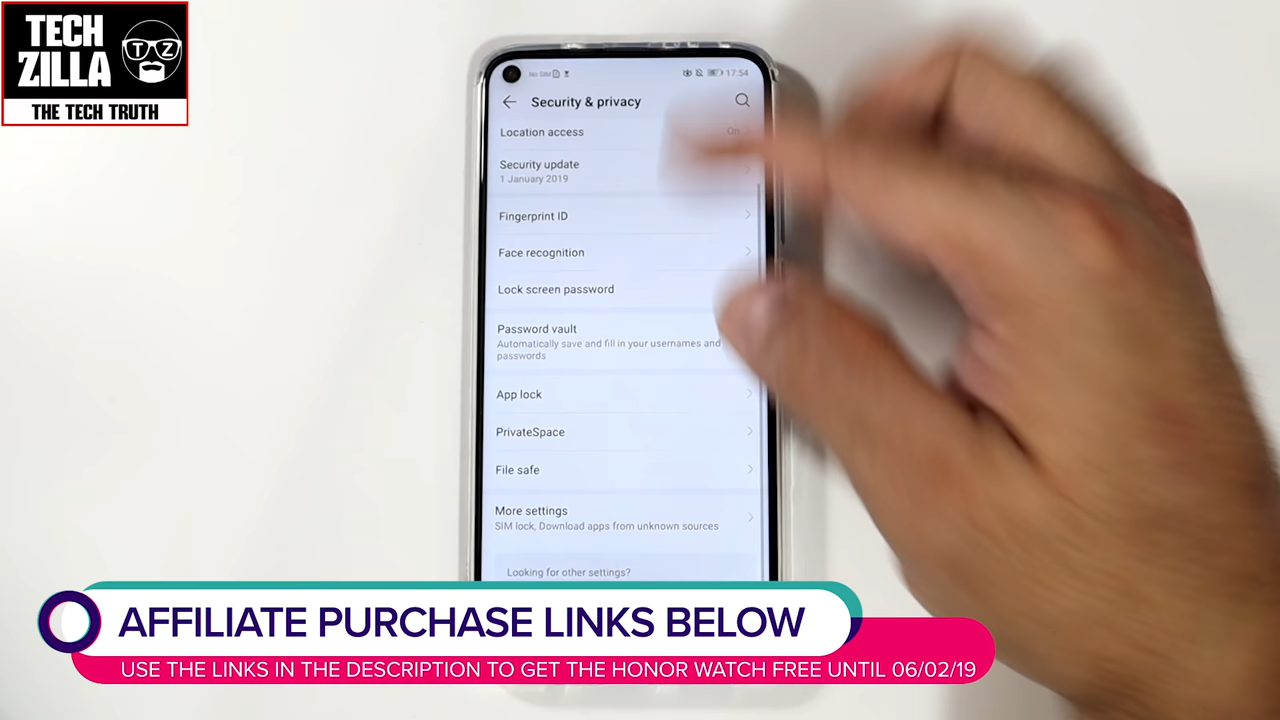 TECH
ZILLA
TZ
THE TECH TRUTH
No SIM
17:54
Security & privacy
Location access
On
Security update
1 January 2019
Fingerprint ID
Face recognition
Lock screen password
Password vault
Automatically save and fill in your usernames and
passwords
App lock
PrivateSpace
File safe
More settings
SIM lock, Download apps from unknown sources
Looking for other settings?
AFFILIATE PURCHASE LINKS BELOW
USE THE LINKS IN THE DESCRIPTION TO GET THE HONOR WATCH FREE UNTIL 06/02/19